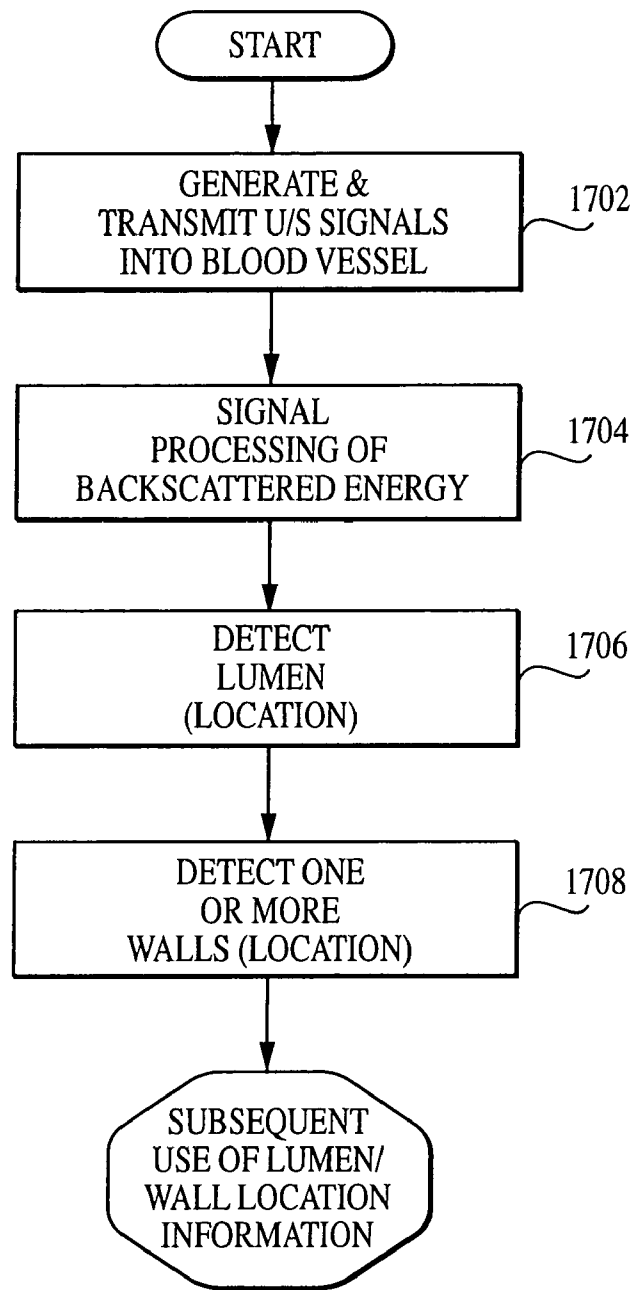 START
GENERATE &
TRANSMIT U/S SIGNALS
INTO BLOOD VESSEL
1702
SIGNAL
PROCESSING OF
BACKSCATTERED ENERGY
1704
DETECT
LUMEN
(LOCATION)
1706
DETECT ONE
OR MORE
WALLS (LOCATION)
1708
SUBSEQUENT
USE OF LUMEN/
WALL LOCATION
INFORMATION